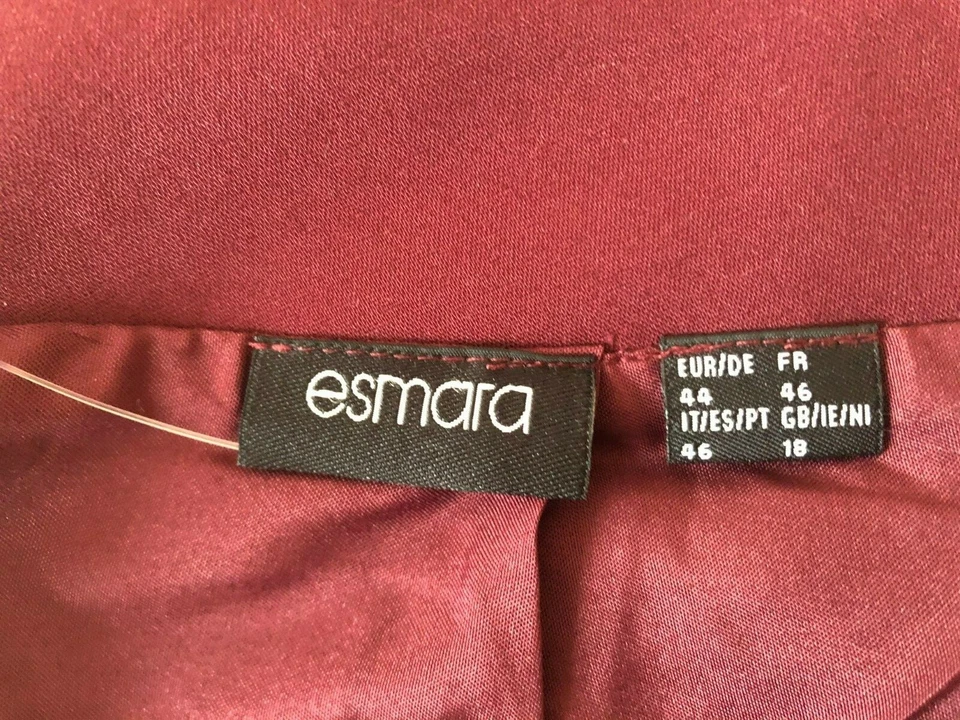 esmara
EUR/DE FR
44 46
IT/ES/PT GB/IE/NI
46 18